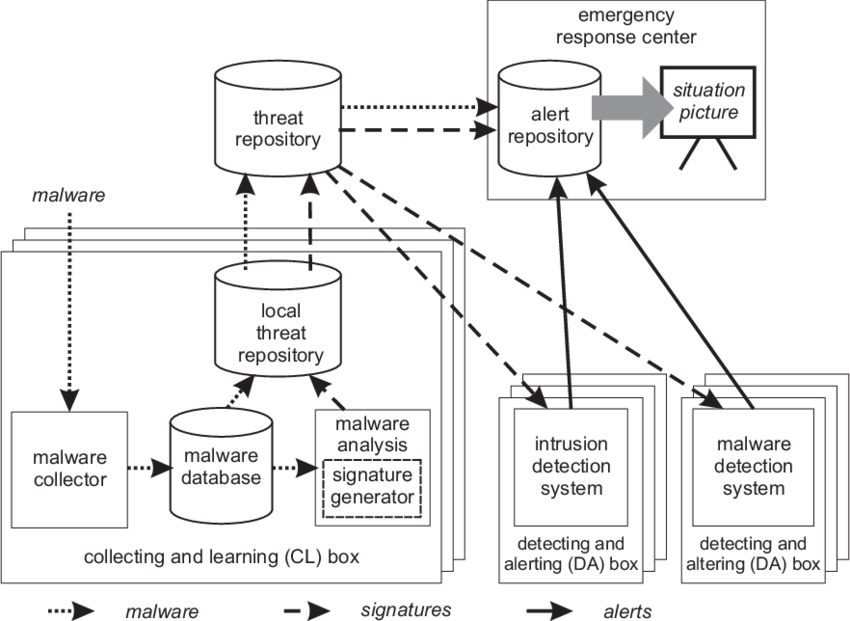 emergency
response center
threat
repository
alert
repository
situation
picture
malware
local
threat
repository
malware
collector
malware
database
malware
analysis
signature
generator
intrusion
detection
system
malware
detection
system
collecting and learning (CL) box
detecting and
alerting (DA) box
detecting and
altering (DA) box
malware
signatures
alerts